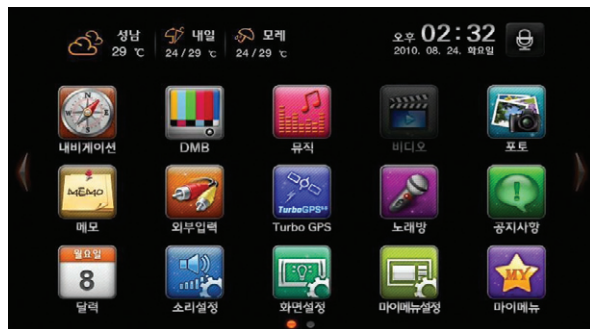 성남 내일 모레
29 ℃ 24/29 ℃ 24/29 ℃
오후 02:32
2010. 08. 24. 화요일
내비게이션 DMB 뮤직 비디오 포토
MEMO
TurboGPS
메모 외부입력 Turbo GPS 노래방 공지사항
월요일
8
MY
달력 소리설정 화면설정 마이메뉴설정 마이메뉴